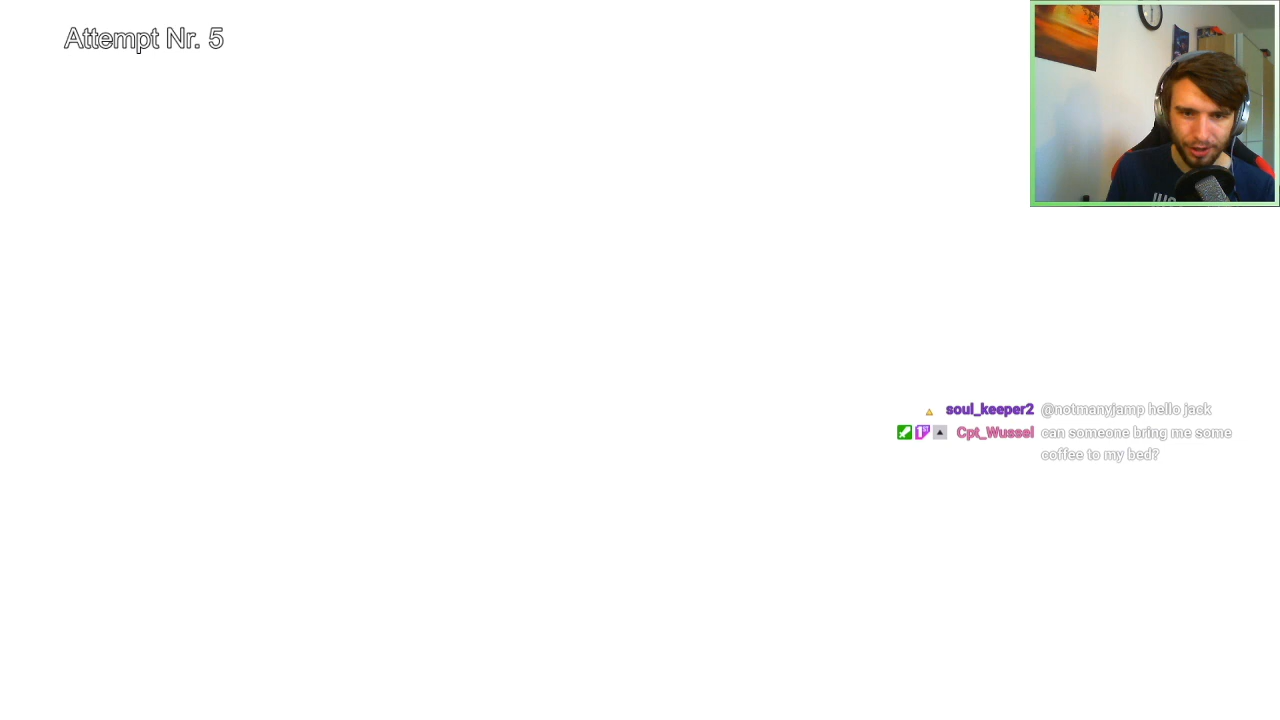 Attempt Nr. 5
soul_keeper2 @notmanyjamp hello jack
Cpt_Wussel can someone bring me some
coffee to my bed?